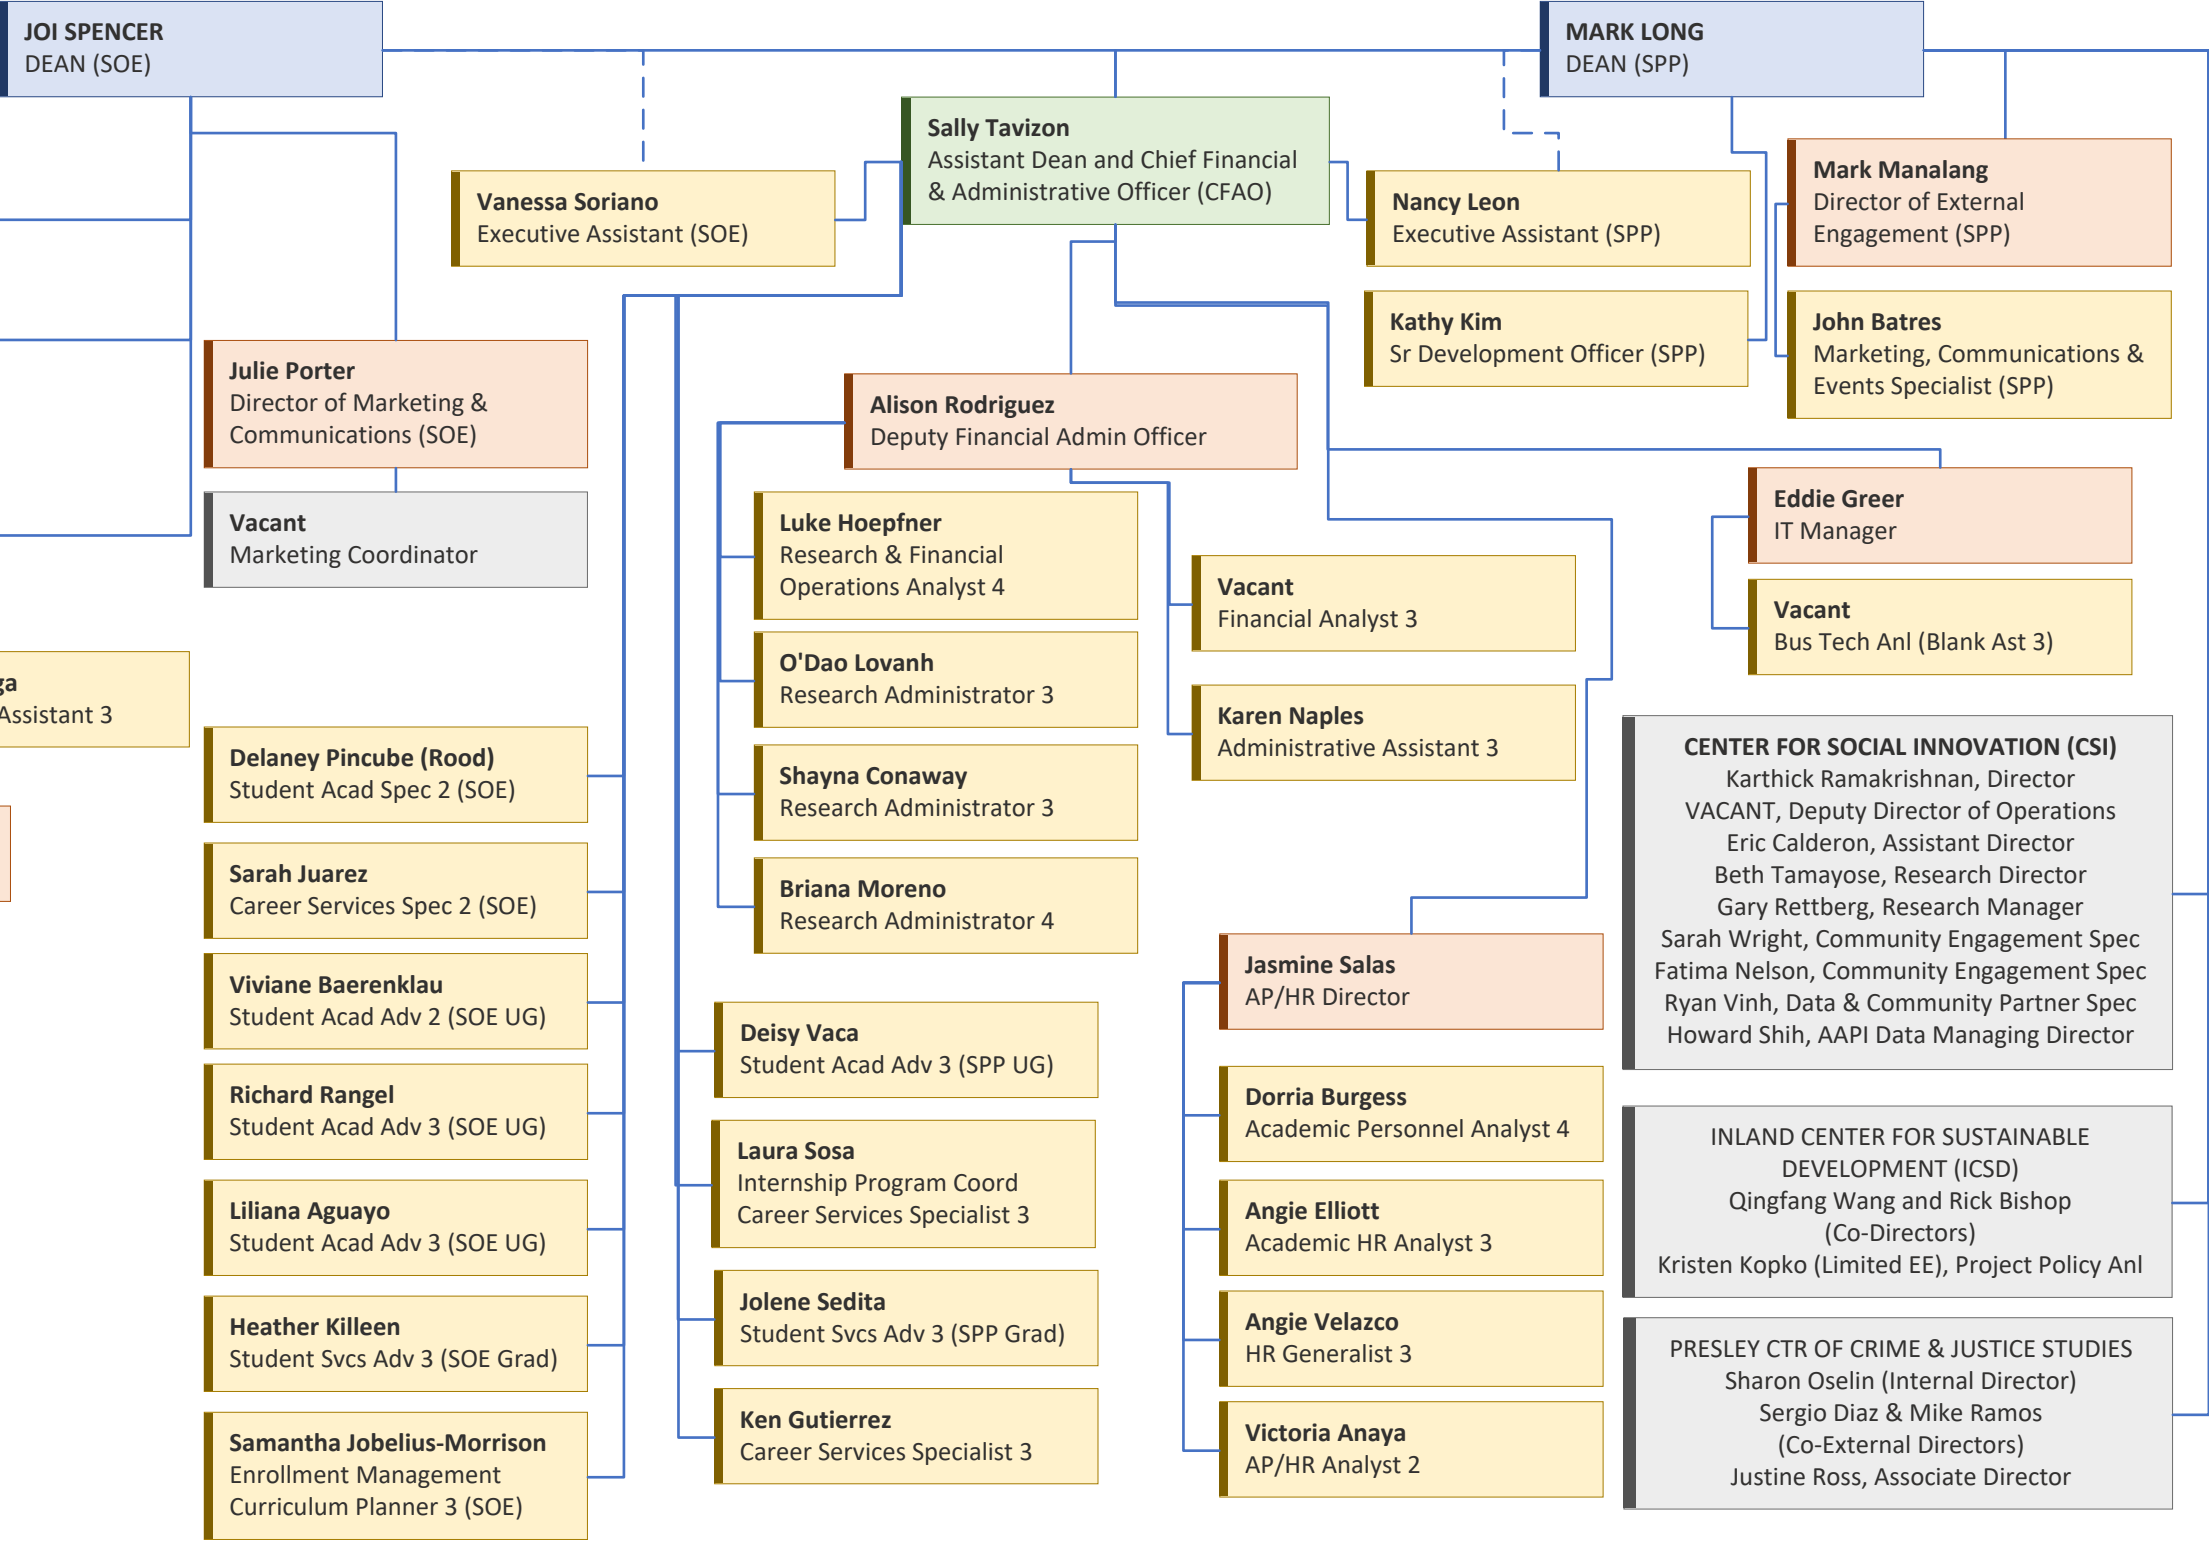 JOI SPENCER
DEAN (SOE)
MARK LONG
DEAN (SPP)
Sally Tavizon
Assistant Dean and Chief Financial
& Administrative Officer (CFAO)
Vanessa Soriano
Executive Assistant (SOE)
Nancy Leon
Executive Assistant (SPP)
Mark Manalang
Director of External
Engagement (SPP)
Kathy Kim
Sr Development Officer (SPP)
John Batres
Marketing, Communications &
Events Specialist (SPP)
Julie Porter
Director of Marketing &
Communications (SOE)
Vacant
Marketing Coordinator
Alison Rodriguez
Deputy Financial Admin Officer
Luke Hoepfner
Research & Financial
Operations Analyst 4
O'Dao Lovanh
Research Administrator 3
Shayna Conaway
Research Administrator 3
Briana Moreno
Research Administrator 4
Vacant
Financial Analyst 3
Karen Naples
Administrative Assistant 3
Eddie Greer
IT Manager
Vacant
Bus Tech Anl (Blank Ast 3)
ga
Assistant 3
Delaney Pincube (Rood)
Student Acad Spec 2 (SOE)
Sarah Juarez
Career Services Spec 2 (SOE)
Viviane Baerenklau
Student Acad Adv 2 (SOE UG)
Richard Rangel
Student Acad Adv 3 (SOE UG)
Liliana Aguayo
Student Acad Adv 3 (SOE UG)
Heather Killeen
Student Svcs Adv 3 (SOE Grad)
Samantha Jobelius-Morrison
Enrollment Management
Curriculum Planner 3 (SOE)
Deisy Vaca
Student Acad Adv 3 (SPP UG)
Laura Sosa
Internship Program Coord
Career Services Specialist 3
Jolene Sedita
Student Svcs Adv 3 (SPP Grad)
Ken Gutierrez
Career Services Specialist 3
Jasmine Salas
AP/HR Director
Dorria Burgess
Academic Personnel Analyst 4
Angie Elliott
Academic HR Analyst 3
Angie Velazco
HR Generalist 3
Victoria Anaya
AP/HR Analyst 2
CENTER FOR SOCIAL INNOVATION (CSI)
Karthick Ramakrishnan, Director
VACANT, Deputy Director of Operations
Eric Calderon, Assistant Director
Beth Tamayose, Research Director
Gary Rettberg, Research Manager
Sarah Wright, Community Engagement Spec
Fatima Nelson, Community Engagement Spec
Ryan Vinh, Data & Community Partner Spec
Howard Shih, AAPI Data Managing Director
INLAND CENTER FOR SUSTAINABLE
DEVELOPMENT (ICSD)
Qingfang Wang and Rick Bishop
(Co-Directors)
Kristen Kopko (Limited EE), Project Policy Anl
PRESLEY CTR OF CRIME & JUSTICE STUDIES
Sharon Oselin (Internal Director)
Sergio Diaz & Mike Ramos
(Co-External Directors)
Justine Ross, Associate Director